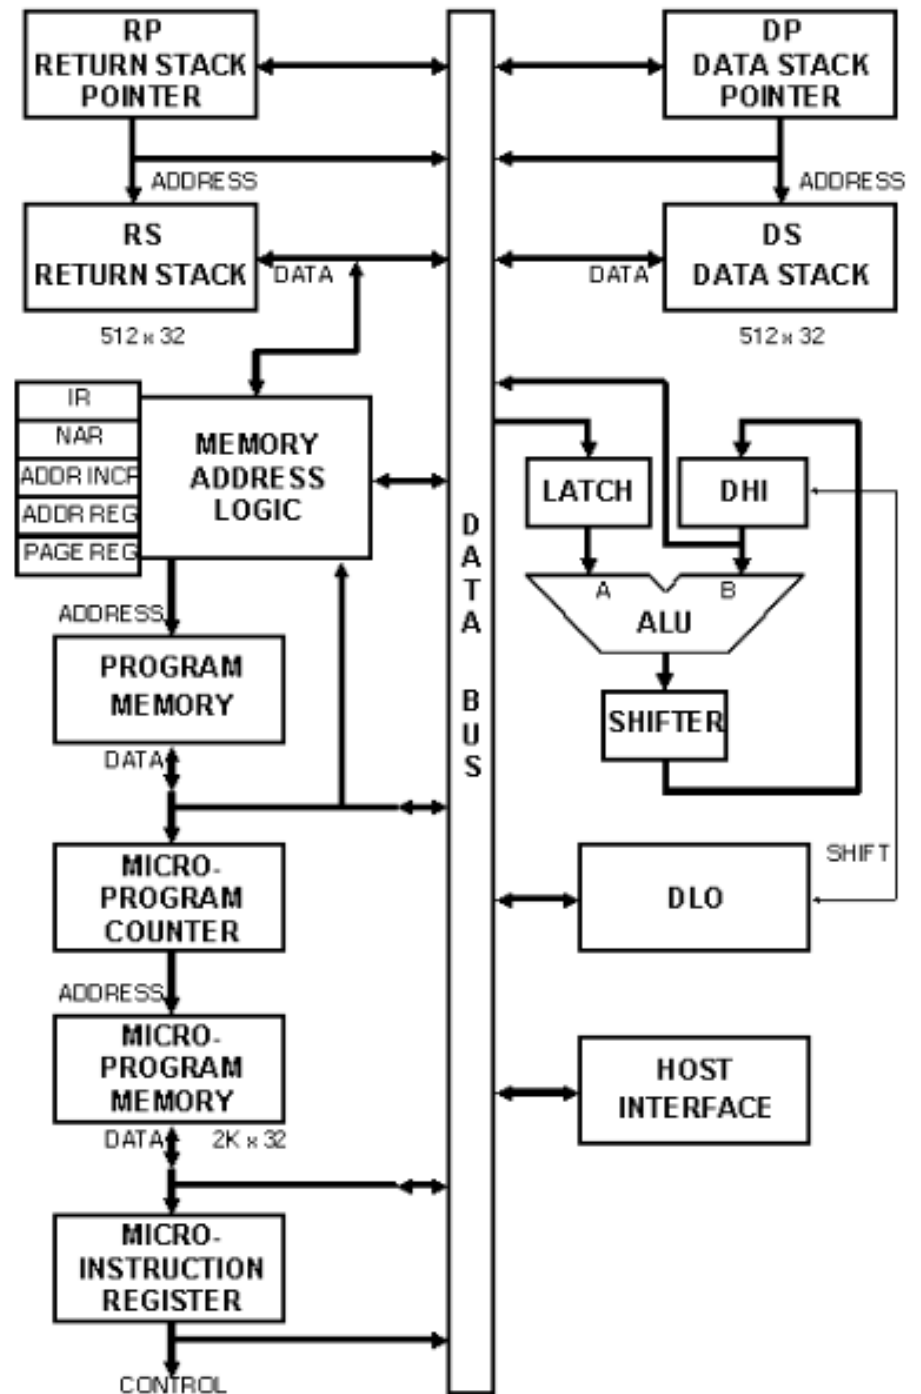 RP
RETURN STACK
POINTER
DP
DATA STACK
POINTER
ADDRESS
ADDRESS
RS
RETURN STACK
DATA
512 x 32
DS
DATA STACK
DATA
512 x 32
IR
NAR
ADDR INCR
ADDR REG
PAGE REG
MEMORY
ADDRESS
LOGIC
ADDRESS
PROGRAM
MEMORY
DATA
MICRO-
PROGRAM
COUNTER
ADDRESS
MICRO-
PROGRAM
MEMORY
DATA
2K x 32
MICRO-
INSTRUCTION
REGISTER
CONTROL
DATA BUS
LATCH
DHI
A
B
ALU
SHIFTER
SHIFT
DLO
HOST
INTERFACE